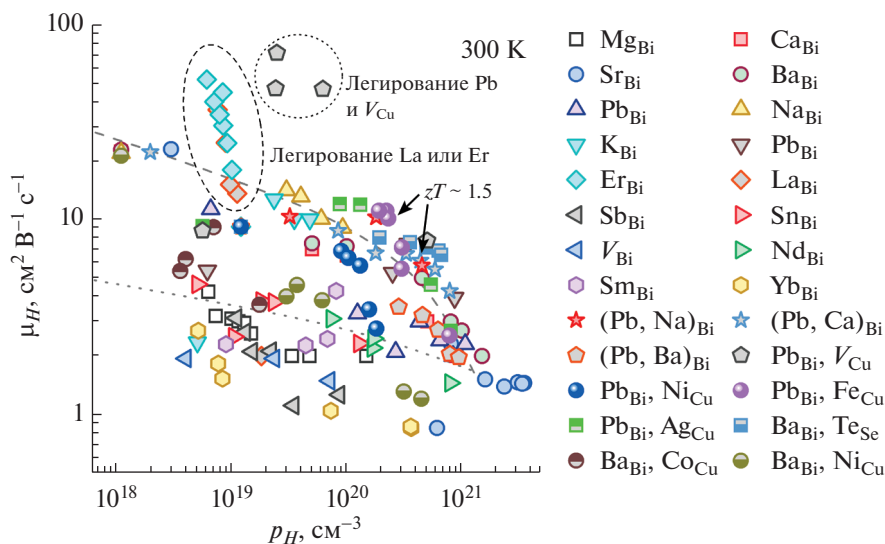 100
300 K
Легирование Pb
и V_Cu
Легирование La или Er
zT ~ 1.5
10
1
μ_H, см² В⁻¹ с⁻¹
10¹⁸ 10¹⁹ 10²⁰ 10²¹
p_H, см⁻³
Mg_Bi Ca_Bi
Sr_Bi Ba_Bi
Pb_Bi Na_Bi
K_Bi Pb_Bi
Er_Bi La_Bi
Sb_Bi Sn_Bi
V_Bi Nd_Bi
Sm_Bi Yb_Bi
(Pb, Na)_Bi (Pb, Ca)_Bi
(Pb, Ba)_Bi Pb_Bi, V_Cu
Pb_Bi, Ni_Cu Pb_Bi, Fe_Cu
Pb_Bi, Ag_Cu Ba_Bi, Te_Se
Ba_Bi, Co_Cu Ba_Bi, Ni_Cu